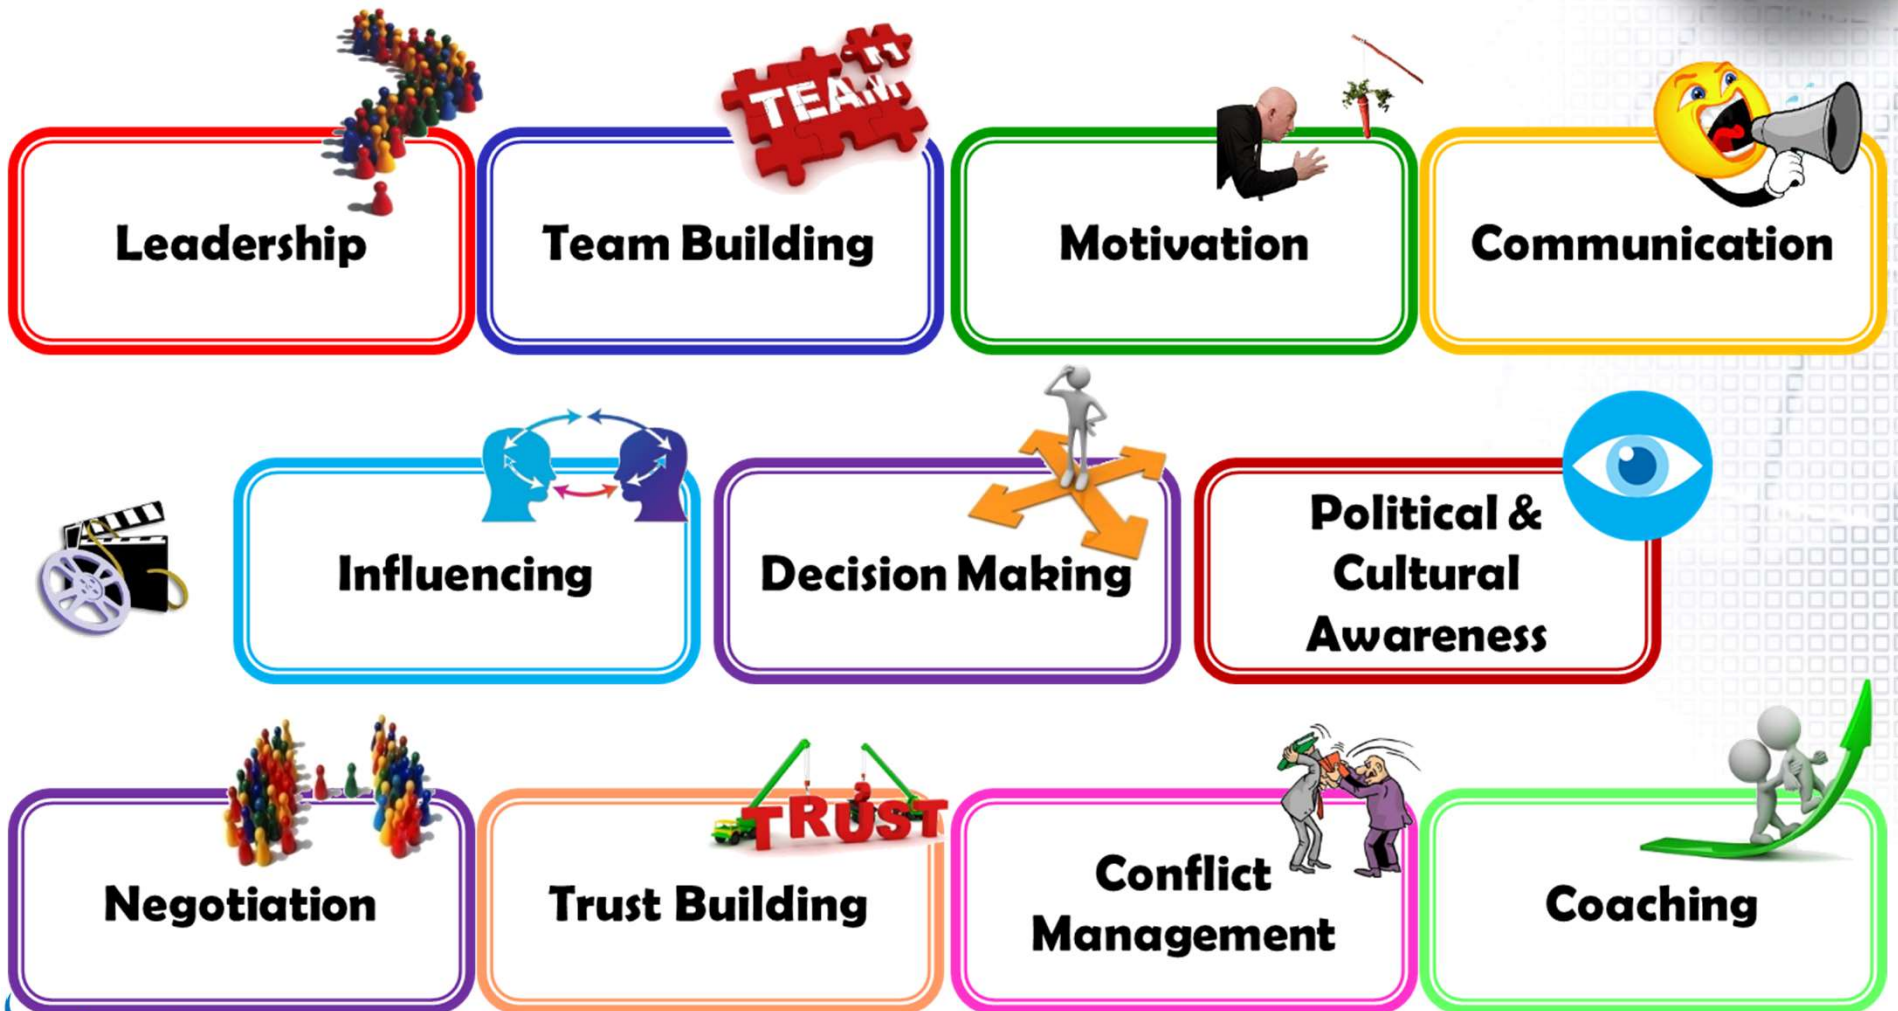 TEAM
Leadership
Team Building
Motivation
Communication
Influencing
Decision Making
Political &
Cultural
Awareness
TRUST
Negotiation
Trust Building
Conflict
Management
Coaching